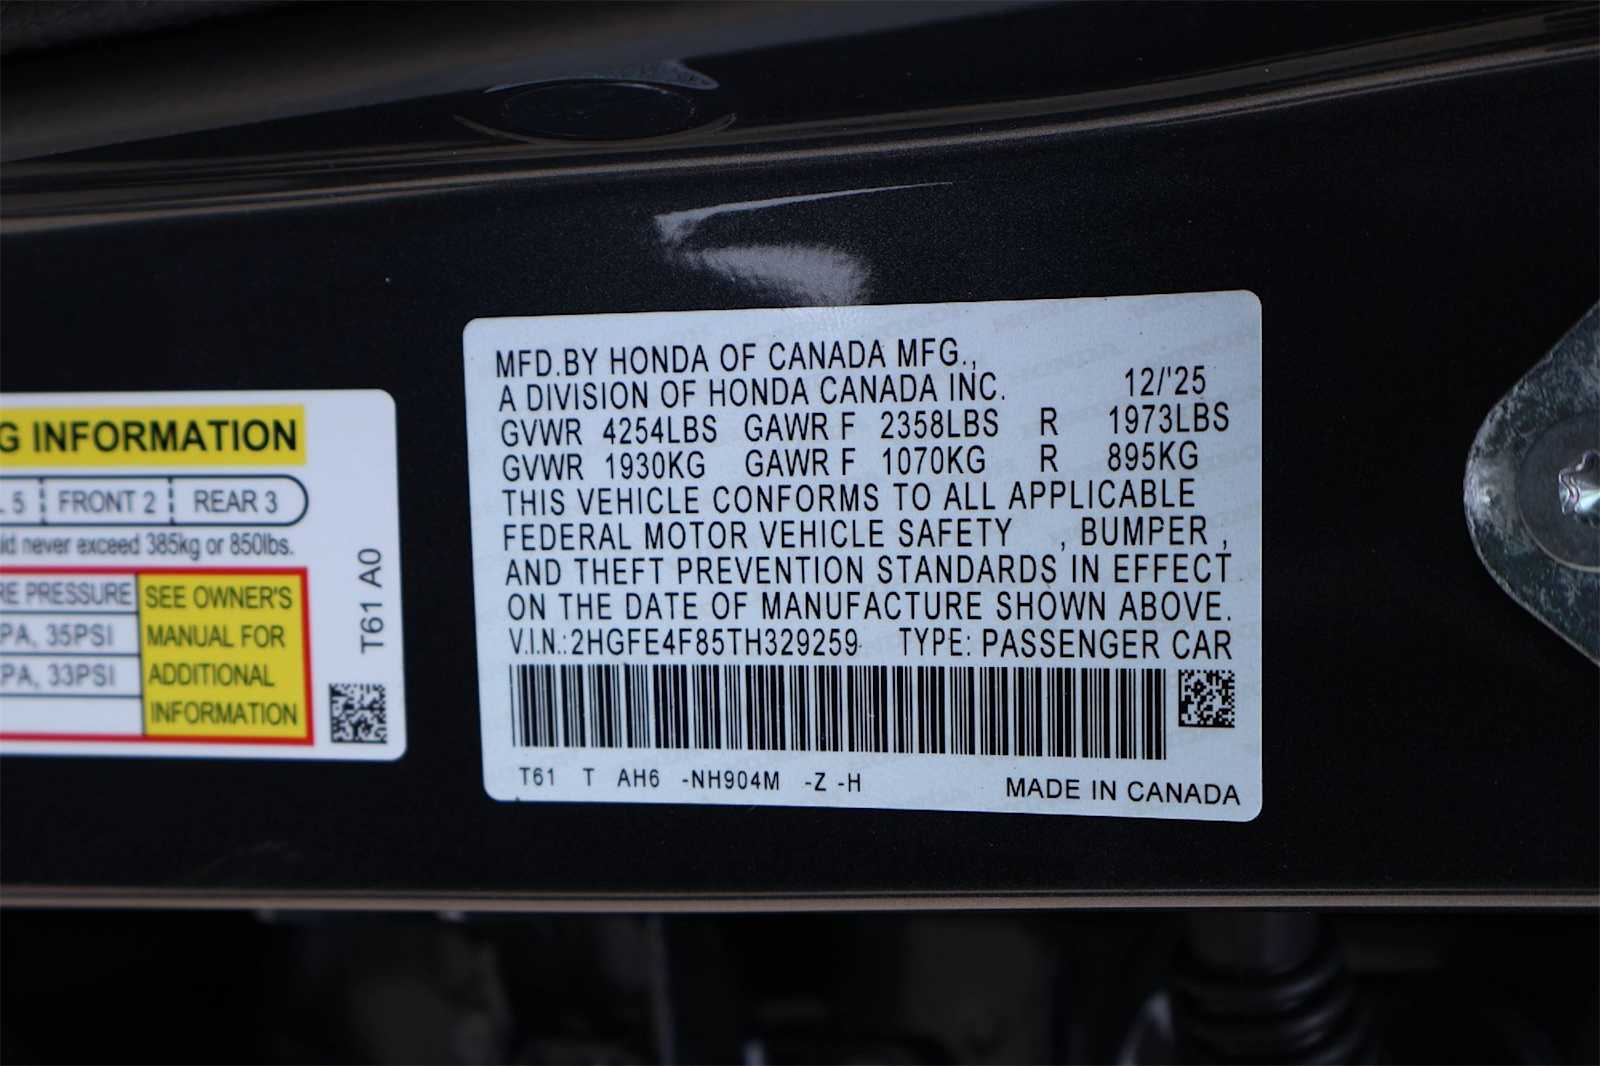 G INFORMATION
L 5 FRONT 2 REAR 3
never exceed 385kg or 850lbs.
PRESSURE
35PSI
33PSI
SEE OWNER'S
MANUAL FOR
ADDITIONAL
INFORMATION
T61 A0
MFD.BY HONDA OF CANADA MFG.,
A DIVISION OF HONDA CANADA INC. 12/'25
GVWR 4254LBS GAWR F 2358LBS R 1973LBS
GVWR 1930KG GAWR F 1070KG R 895KG
THIS VEHICLE CONFORMS TO ALL APPLICABLE
FEDERAL MOTOR VEHICLE SAFETY , BUMPER ,
AND THEFT PREVENTION STANDARDS IN EFFECT
ON THE DATE OF MANUFACTURE SHOWN ABOVE.
V.I.N.:2HGFE4F85TH329259 TYPE: PASSENGER CAR
T61 T AH6 -NH904M -Z -H MADE IN CANADA